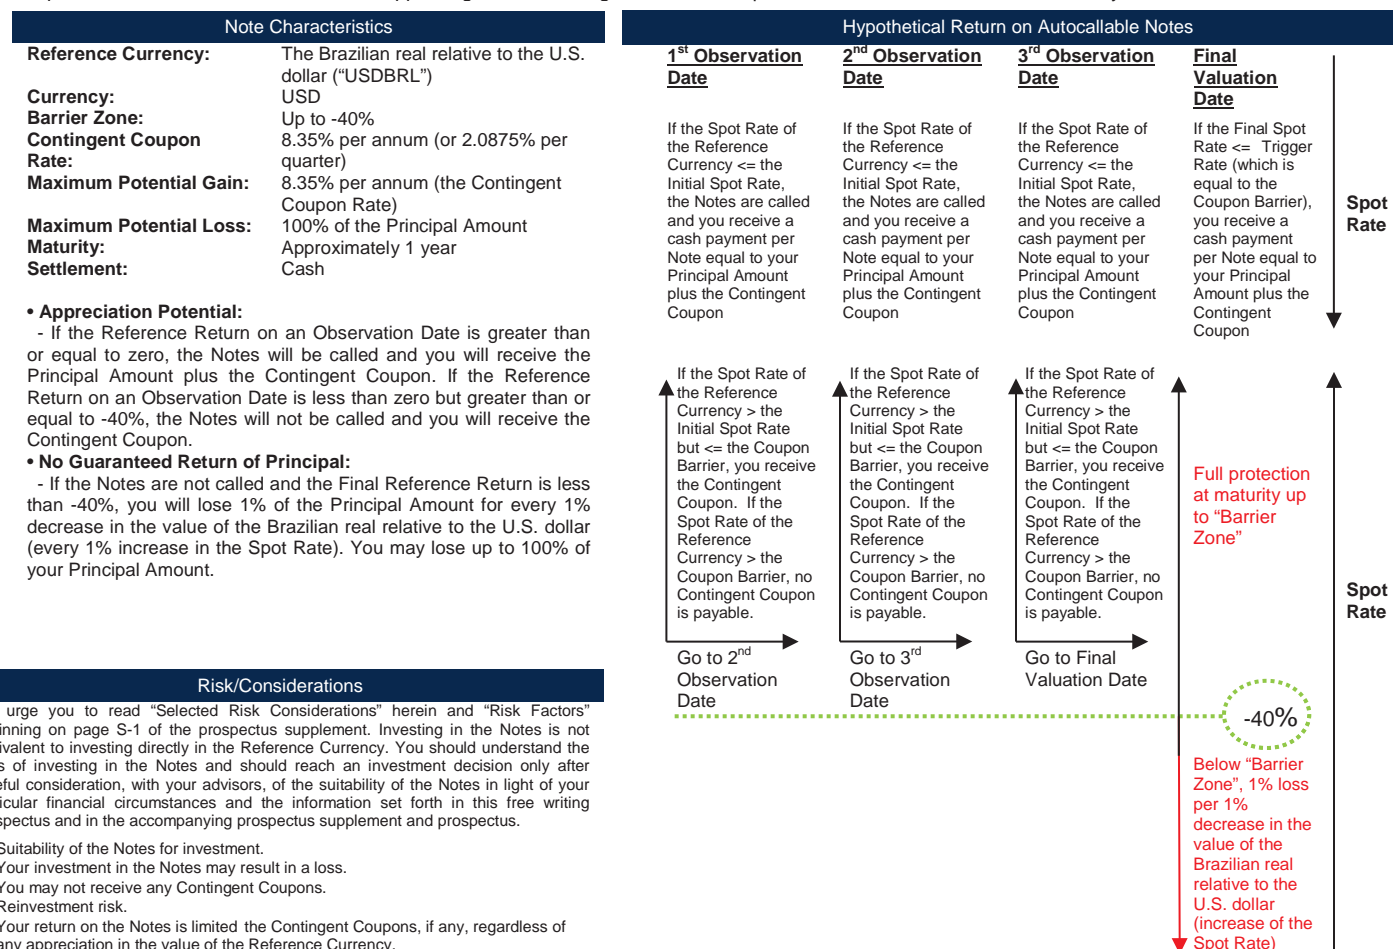 Note Characteristics
Reference Currency: The Brazilian real relative to the U.S.
dollar (“USDBRL”)
Currency: USD
Barrier Zone: Up to -40%
Contingent Coupon 8.35% per annum (or 2.0875% per
Rate: quarter)
Maximum Potential Gain: 8.35% per annum (the Contingent
Coupon Rate)
Maximum Potential Loss: 100% of the Principal Amount
Maturity: Approximately 1 year
Settlement: Cash
• Appreciation Potential:
- If the Reference Return on an Observation Date is greater than
or equal to zero, the Notes will be called and you will receive the
Principal Amount plus the Contingent Coupon. If the Reference
Return on an Observation Date is less than zero but greater than or
equal to -40%, the Notes will not be called and you will receive the
Contingent Coupon.
• No Guaranteed Return of Principal:
- If the Notes are not called and the Final Reference Return is less
than -40%, you will lose 1% of the Principal Amount for every 1%
decrease in the value of the Brazilian real relative to the U.S. dollar
(every 1% increase in the Spot Rate). You may lose up to 100% of
your Principal Amount.
Risk/Considerations
urge you to read “Selected Risk Considerations” herein and “Risk Factors”
on page S-1 of the prospectus supplement. Investing in the Notes is not
to investing directly in the Reference Currency. You should understand the
of investing in the Notes and should reach an investment decision only after
consideration, with your advisors, of the suitability of the Notes in light of your
financial circumstances and the information set forth in this free writing
and in the accompanying prospectus supplement and prospectus.
Suitability of the Notes for investment.
Your investment in the Notes may result in a loss.
You may not receive any Contingent Coupons.
Reinvestment risk.
Your return on the Notes is limited the Contingent Coupons, if any, regardless of
any appreciation in the value of the Reference Currency.
Hypothetical Return on Autocallable Notes
1st Observation
Date
If the Spot Rate of
the Reference
Currency <= the
Initial Spot Rate,
the Notes are called
and you receive a
cash payment per
Note equal to your
Principal Amount
plus the Contingent
Coupon
If the Spot Rate of
the Reference
Currency > the
Initial Spot Rate
but <= the Coupon
Barrier, you receive
the Contingent
Coupon. If the
Spot Rate of the
Reference
Currency > the
Coupon Barrier, no
Contingent Coupon
is payable.
Go to 2nd
Observation
Date
2nd Observation
Date
If the Spot Rate of
the Reference
Currency <= the
Initial Spot Rate,
the Notes are called
and you receive a
cash payment per
Note equal to your
Principal Amount
plus the Contingent
Coupon
If the Spot Rate of
the Reference
Currency > the
Initial Spot Rate
but <= the Coupon
Barrier, you receive
the Contingent
Coupon. If the
Spot Rate of the
Reference
Currency > the
Coupon Barrier, no
Contingent Coupon
is payable.
Go to 3rd
Observation
Date
3rd Observation
Date
If the Spot Rate of
the Reference
Currency <= the
Initial Spot Rate,
the Notes are called
and you receive a
cash payment per
Note equal to your
Principal Amount
plus the Contingent
Coupon
If the Spot Rate of
the Reference
Currency > the
Initial Spot Rate
but <= the Coupon
Barrier, you receive
the Contingent
Coupon. If the
Spot Rate of the
Reference
Currency > the
Coupon Barrier, no
Contingent Coupon
is payable.
Go to Final
Valuation Date
Final
Valuation
Date
If the Final Spot
Rate <= Trigger
Rate (which is
equal to the
Coupon Barrier),
you receive a
cash payment
per Note equal to
your Principal
Amount plus the
Contingent
Coupon
Full protection
at maturity up
to “Barrier
Zone”
-40%
Below “Barrier
Zone”, 1% loss
per 1%
decrease in the
value of the
Brazilian real
relative to the
U.S. dollar
(increase of the
Spot Rate)
Spot
Rate
Spot
Rate